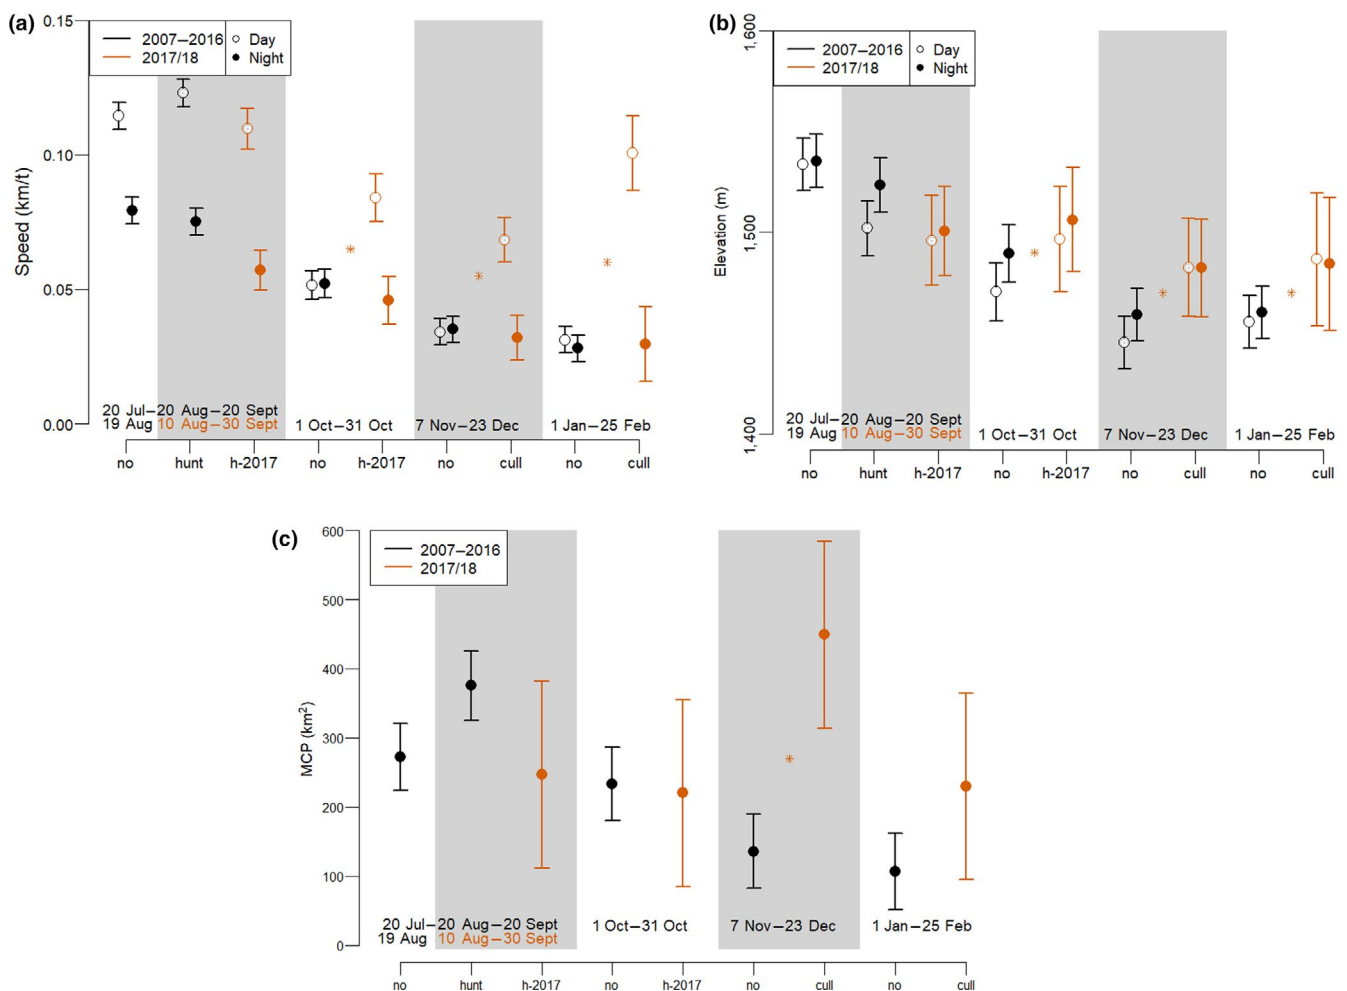 (a)
0.15
0.10
0.05
0.00
Speed (km/t)
2007–2016
2017/18
Day
Night
20 Jul–20 Aug–20 Sept
19 Aug 10 Aug–30 Sept
1 Oct–31 Oct
7 Nov–23 Dec
1 Jan–25 Feb
no hunt h-2017 no h-2017 no cull no cull
(b)
1,600
1,500
1,400
Elevation (m)
2007–2016
2017/18
Day
Night
20 Jul–20 Aug–20 Sept
19 Aug 10 Aug–30 Sept
1 Oct–31 Oct
7 Nov–23 Dec
1 Jan–25 Feb
no hunt h-2017 no h-2017 no cull no cull
(c)
600
500
400
300
200
100
0
MCP (km²)
2007–2016
2017/18
20 Jul–20 Aug–20 Sept
19 Aug 10 Aug–30 Sept
1 Oct–31 Oct
7 Nov–23 Dec
1 Jan–25 Feb
no hunt h-2017 no h-2017 no cull no cull